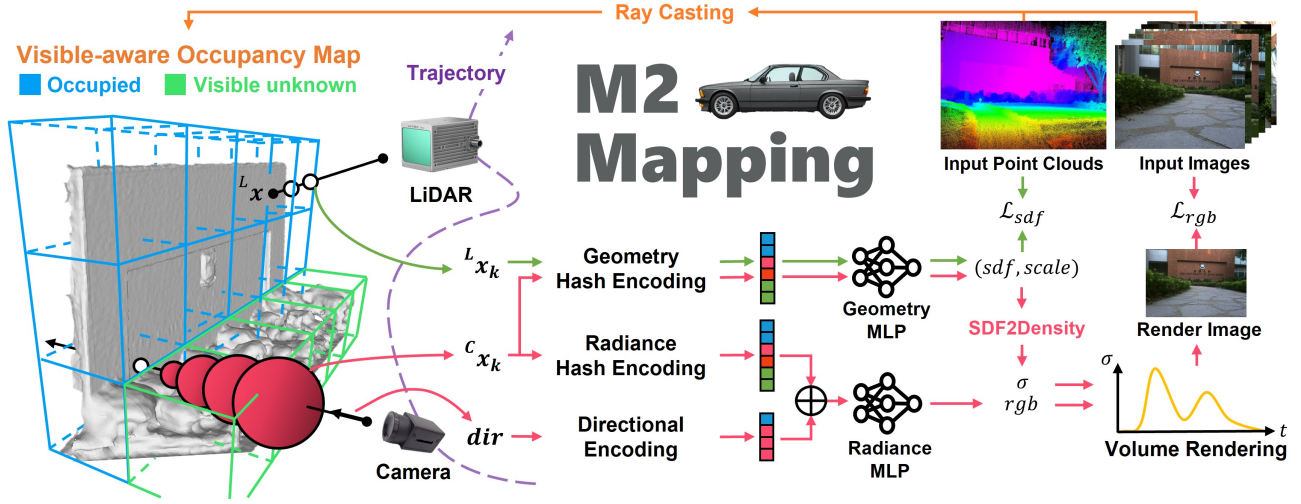 Ray Casting
Visible-aware Occupancy Map
Occupied
Visible unknown
Trajectory
M2
Mapping
Input Point Clouds
Input Images
LiDAR
ᴸx
ᴸxₖ
Geometry
Hash Encoding
Geometry
MLP
(sdf, scale)
ℒ_sdf
ℒ_rgb
SDF2Density
Render Image
ᶜxₖ
Radiance
Hash Encoding
σ
rgb
σ
t
Volume Rendering
dir
Directional
Encoding
Radiance
MLP
Camera